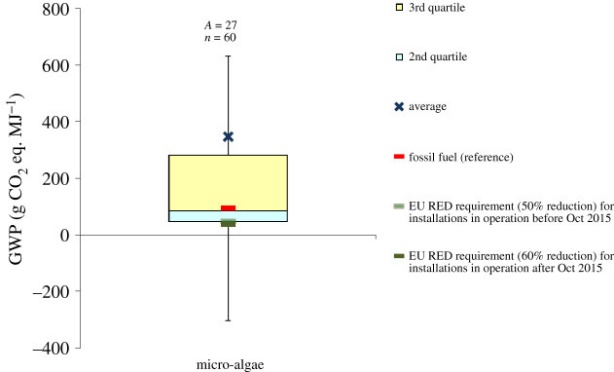 GWP (g CO₂ eq. MJ⁻¹)
800
600
400
200
0
−200
−400
A = 27
n = 60
micro-algae
3rd quartile
2nd quartile
average
fossil fuel (reference)
EU RED requirement (50% reduction) for
installations in operation before Oct 2015
EU RED requirement (60% reduction) for
installations in operation after Oct 2015